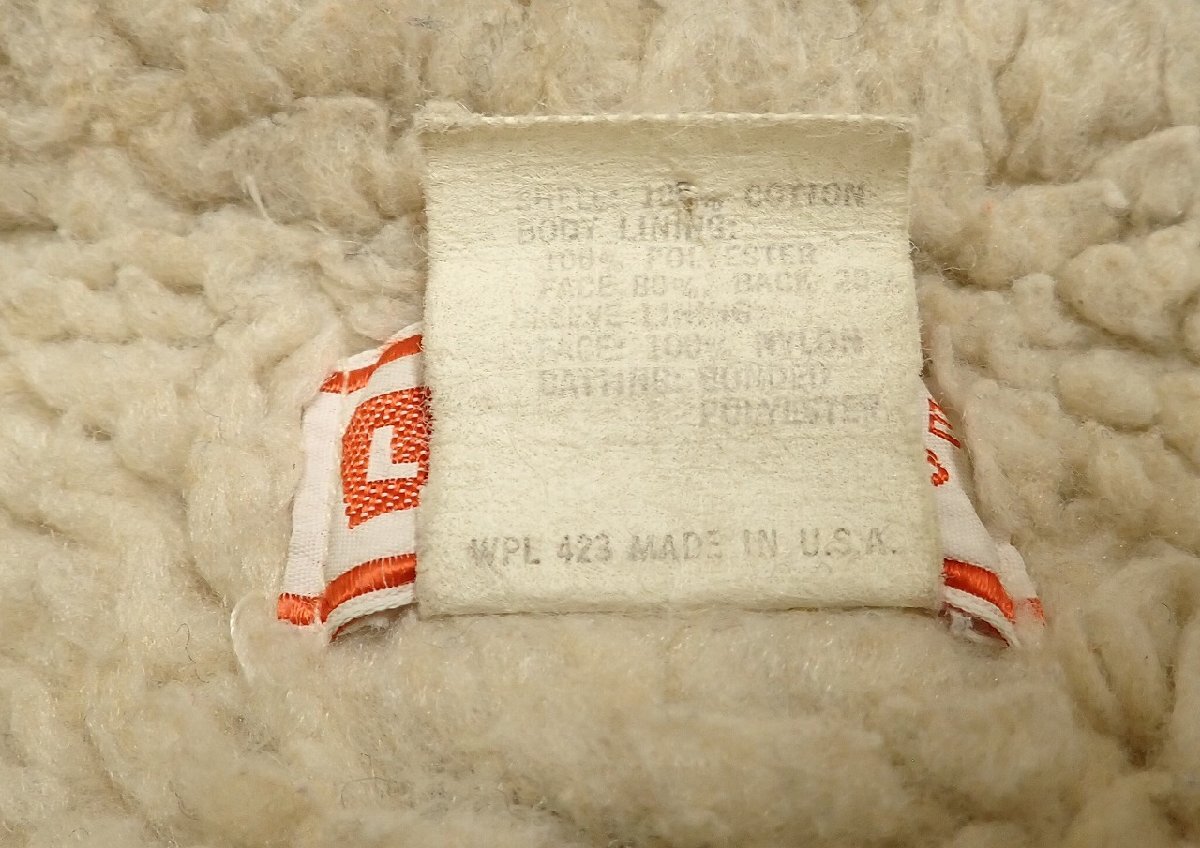 SHELL: 100% COTTON
BODY LINING:
100% POLYESTER
FACE 80%, BACK 20%
SLEEVE LINING:
FACE: 100% NYLON
BATTING: BONDED
POLYESTER
WPL 423 MADE IN U.S.A.